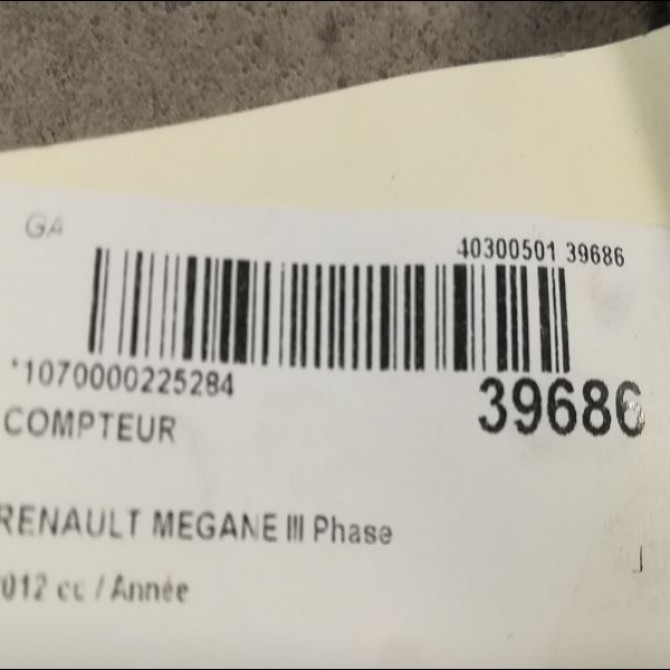 GA
40300501 39686
*1070000225284
39686
COMPTEUR
RENAULT MEGANE III Phase
012 cc / Année